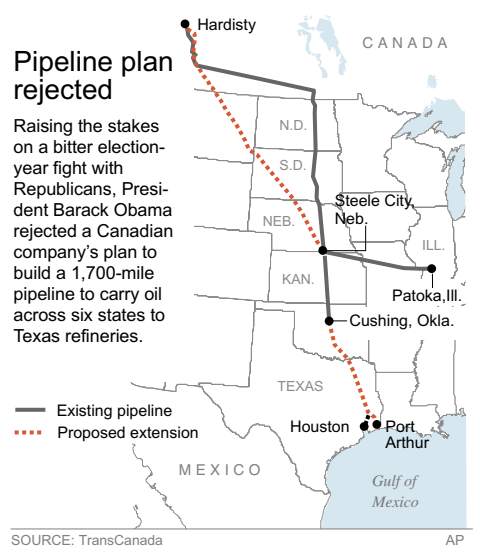 Hardisty
CANADA
Pipeline plan
rejected
Raising the stakes
on a bitter election-
year fight with
Republicans, Presi-
dent Barack Obama
rejected a Canadian
company's plan to
build a 1,700-mile
pipeline to carry oil
across six states to
Texas refineries.
N.D.
S.D.
Steele City,
Neb.
NEB.
ILL.
KAN.
Patoka,Ill.
Cushing, Okla.
TEXAS
Existing pipeline
Proposed extension
Houston
Port
Arthur
MEXICO
Gulf of
Mexico
SOURCE: TransCanada
AP